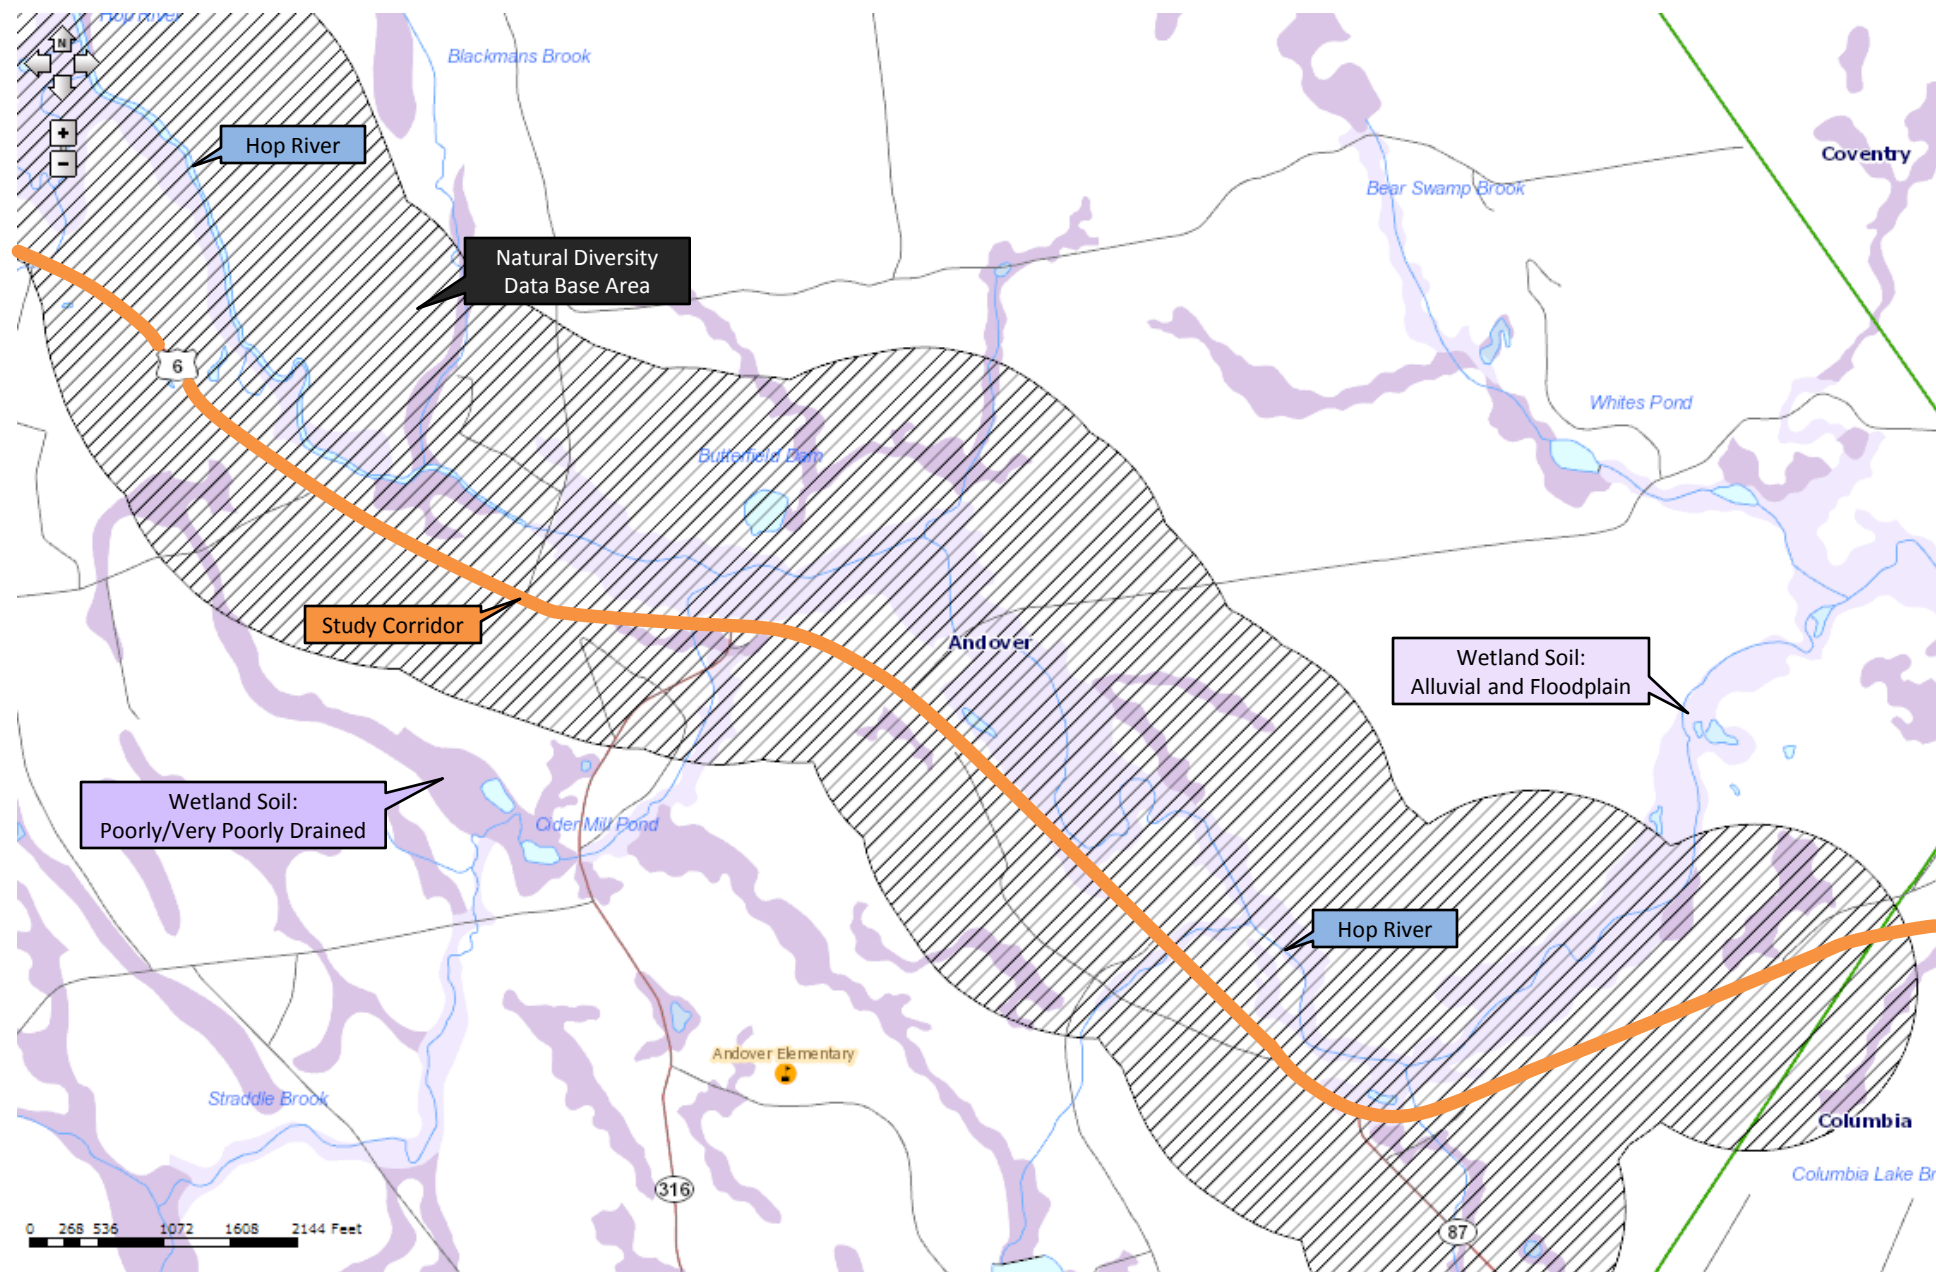 Hop River
N
Blackmans Brook
+
−
Hop River
Coventry
Bear Swamp Brook
Natural Diversity
Data Base Area
6
Whites Pond
Butterfield Dam
Study Corridor
Andover
Wetland Soil:
Alluvial and Floodplain
Wetland Soil:
Poorly/Very Poorly Drained
Cider Mill Pond
Hop River
Andover Elementary
Straddle Brook
Columbia
Columbia Lake Br
316
87
0 268 536 1072 1608 2144 Feet